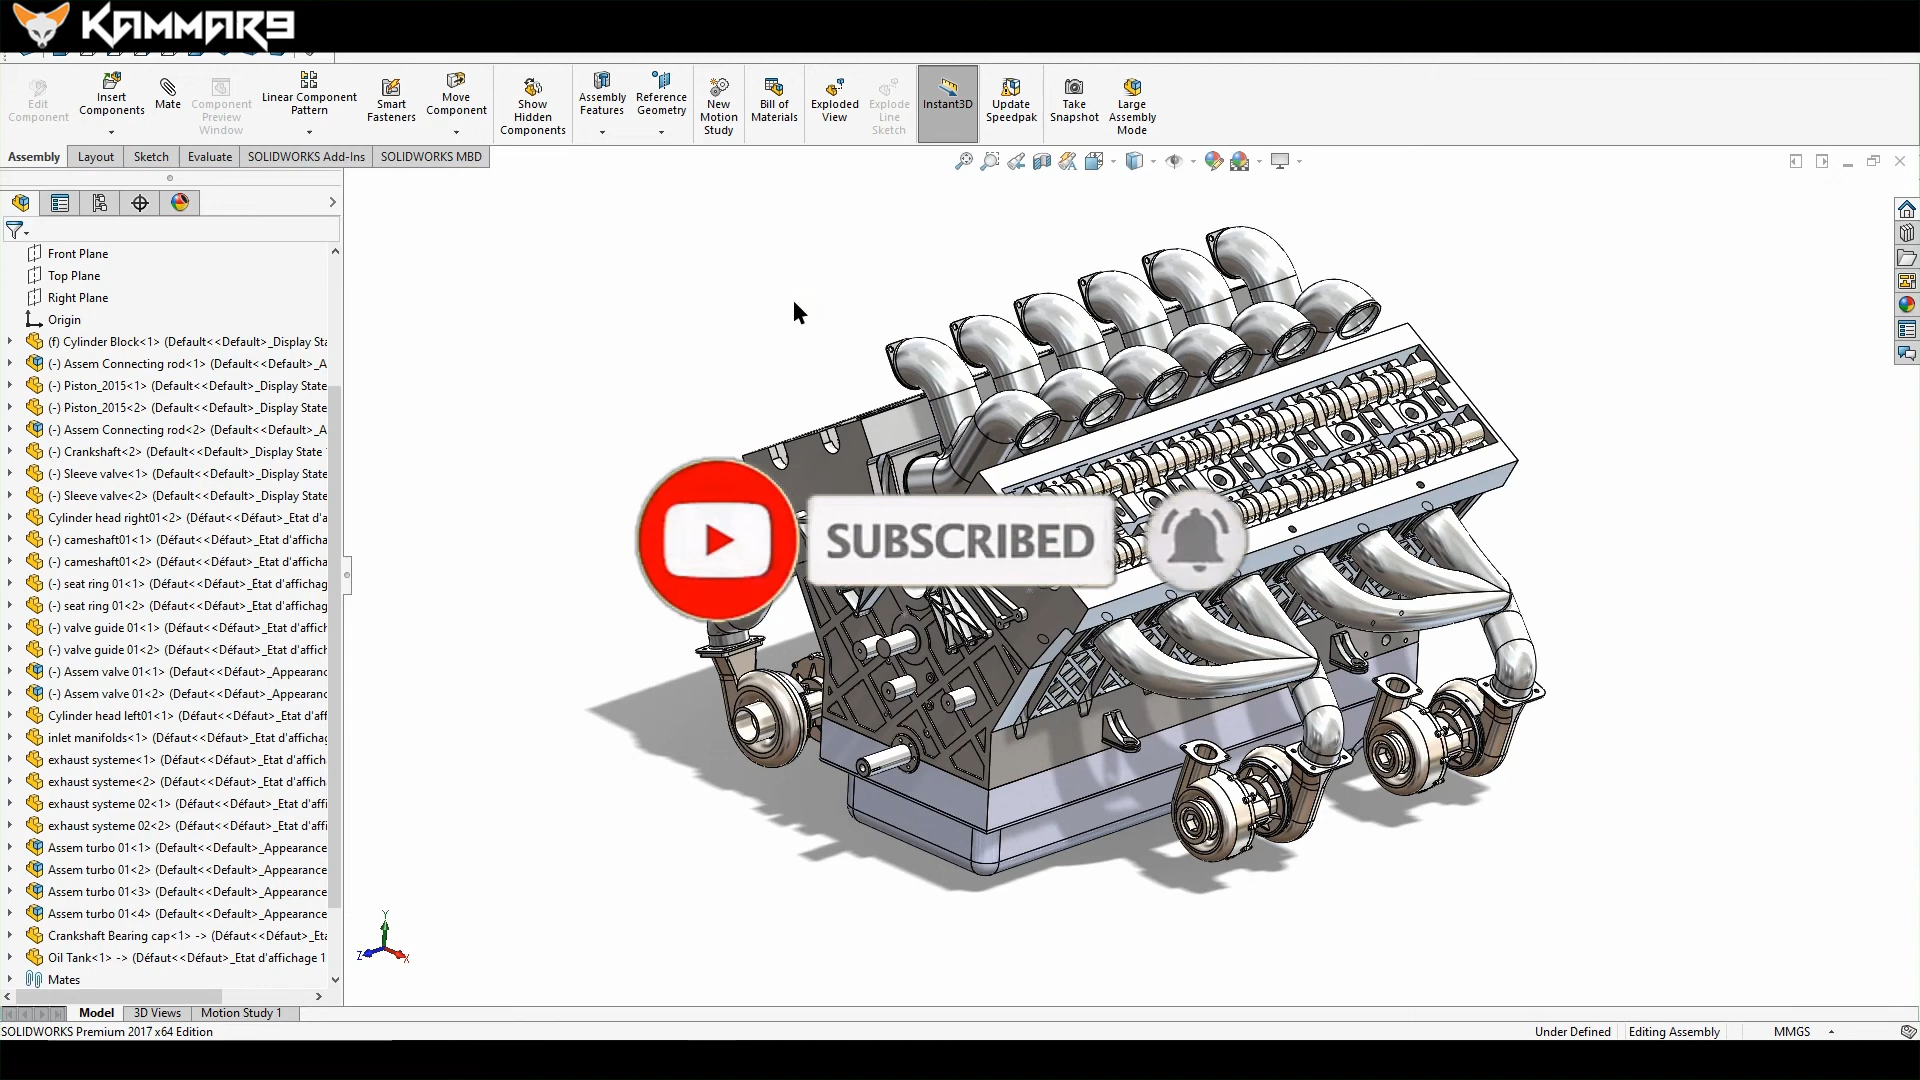 KAMMAR9
Edit Component
Insert Components
Mate
Component Preview Window
Linear Component Pattern
Smart Fasteners
Move Component
Show Hidden Components
Assembly Features
Reference Geometry
New Motion Study
Bill of Materials
Exploded View
Explode Line Sketch
Instant3D
Update Speedpak
Take Snapshot
Large Assembly Mode
Assembly
Layout
Sketch
Evaluate
SOLIDWORKS Add-Ins
SOLIDWORKS MBD
Front Plane
Top Plane
Right Plane
Origin
(f) Cylinder Block<1> (Default<<Default>_Display Sta
(-) Assem Connecting rod<1> (Default<<Default>_A
(-) Piston_2015<1> (Default<<Default>_Display State
(-) Piston_2015<2> (Default<<Default>_Display State
(-) Assem Connecting rod<2> (Default<<Default>_A
(-) Crankshaft<2> (Default<<Default>_Display State
(-) Sleeve valve<1> (Default<<Default>_Display State
(-) Sleeve valve<2> (Default<<Default>_Display State
Cylinder head right01<2> (Défaut<<Défaut>_Etat d'a
(-) cameshaft01<1> (Défaut<<Défaut>_Etat d'afficha
(-) cameshaft01<2> (Défaut<<Défaut>_Etat d'afficha
(-) seat ring 01<1> (Défaut<<Défaut>_Etat d'affichag
(-) seat ring 01<2> (Défaut<<Défaut>_Etat d'affichag
(-) valve guide 01<1> (Défaut<<Défaut>_Etat d'affich
(-) valve guide 01<2> (Défaut<<Défaut>_Etat d'affich
(-) Assem valve 01<1> (Default<<Default>_Appearanc
(-) Assem valve 01<2> (Default<<Default>_Appearanc
Cylinder head left01<1> (Défaut<<Défaut>_Etat d'aff
inlet manifolds<1> (Défaut<<Défaut>_Etat d'affichag
exhaust systeme<1> (Défaut<<Défaut>_Etat d'affich
exhaust systeme<2> (Défaut<<Défaut>_Etat d'affich
exhaust systeme 02<1> (Défaut<<Défaut>_Etat d'affi
exhaust systeme 02<2> (Défaut<<Défaut>_Etat d'affi
Assem turbo 01<1> (Default<<Default>_Appearance
Assem turbo 01<2> (Default<<Default>_Appearance
Assem turbo 01<3> (Default<<Default>_Appearance
Assem turbo 01<4> (Default<<Default>_Appearance
Crankshaft Bearing cap<1> -> (Défaut<<Défaut>_Eta
Oil Tank<1> -> (Défaut<<Défaut>_Etat d'affichage 1
Mates
SUBSCRIBED
Y
Z
X
Model
3D Views
Motion Study 1
SOLIDWORKS Premium 2017 x64 Edition
Under Defined
Editing Assembly
MMGS